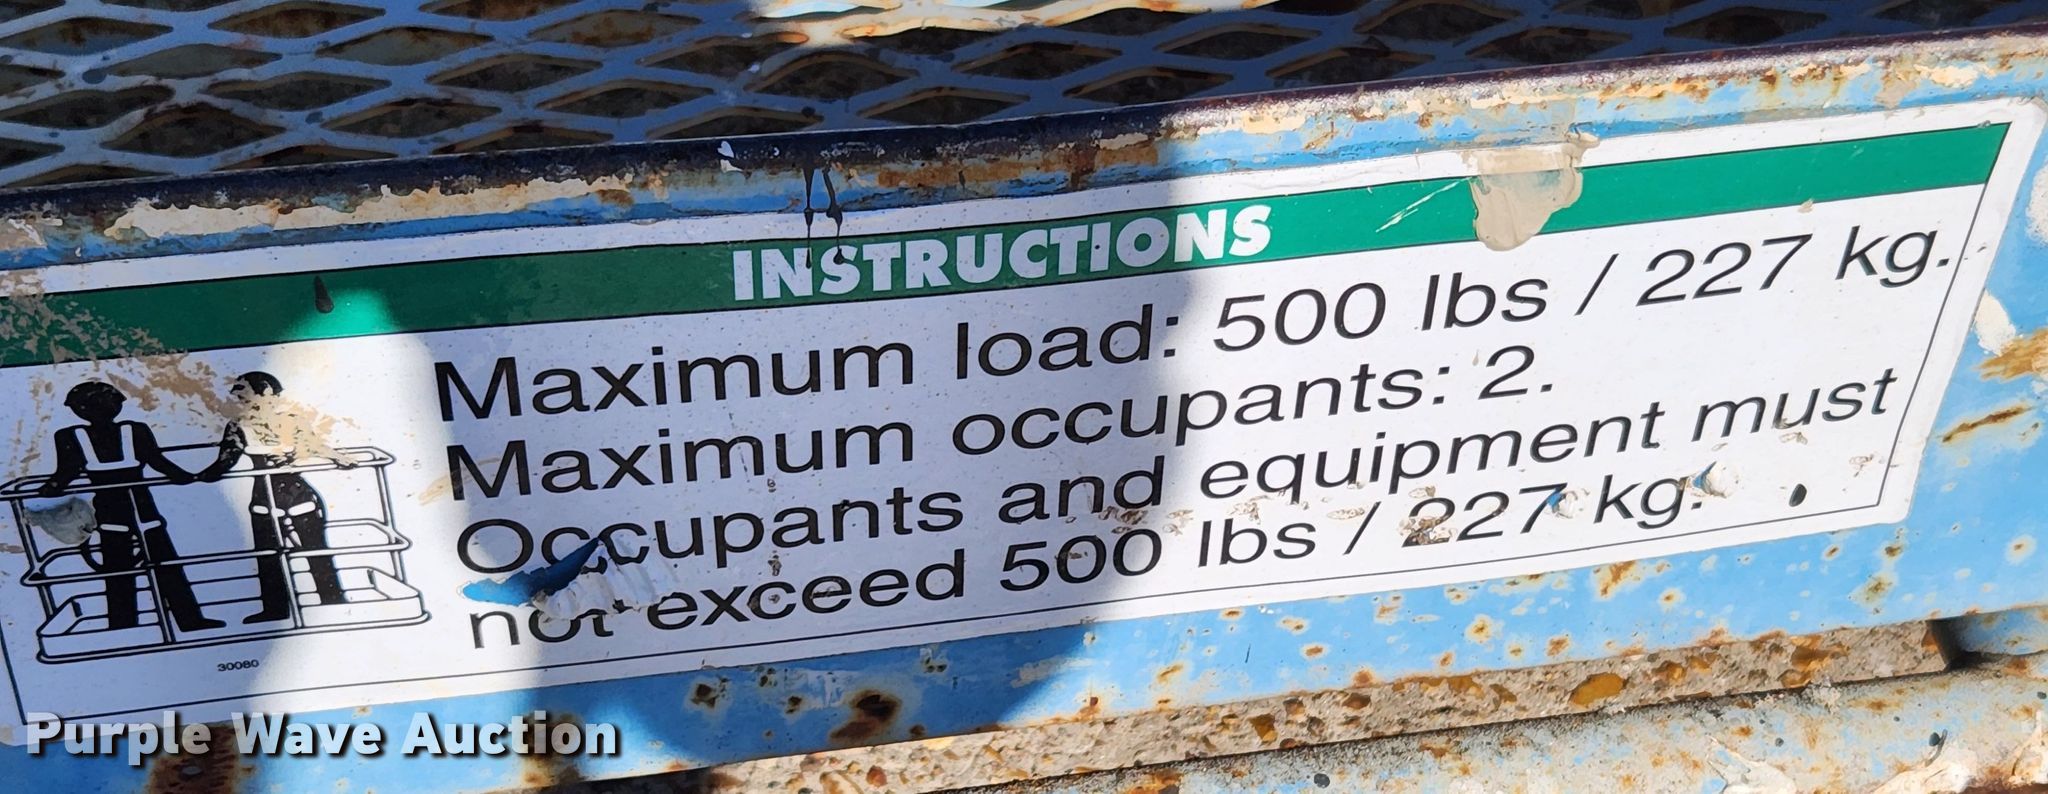 INSTRUCTIONS
Maximum load: 500 lbs / 227 kg.
Maximum occupants: 2.
Occupants and equipment must
not exceed 500 lbs / 227 kg.
30080
Purple Wave Auction